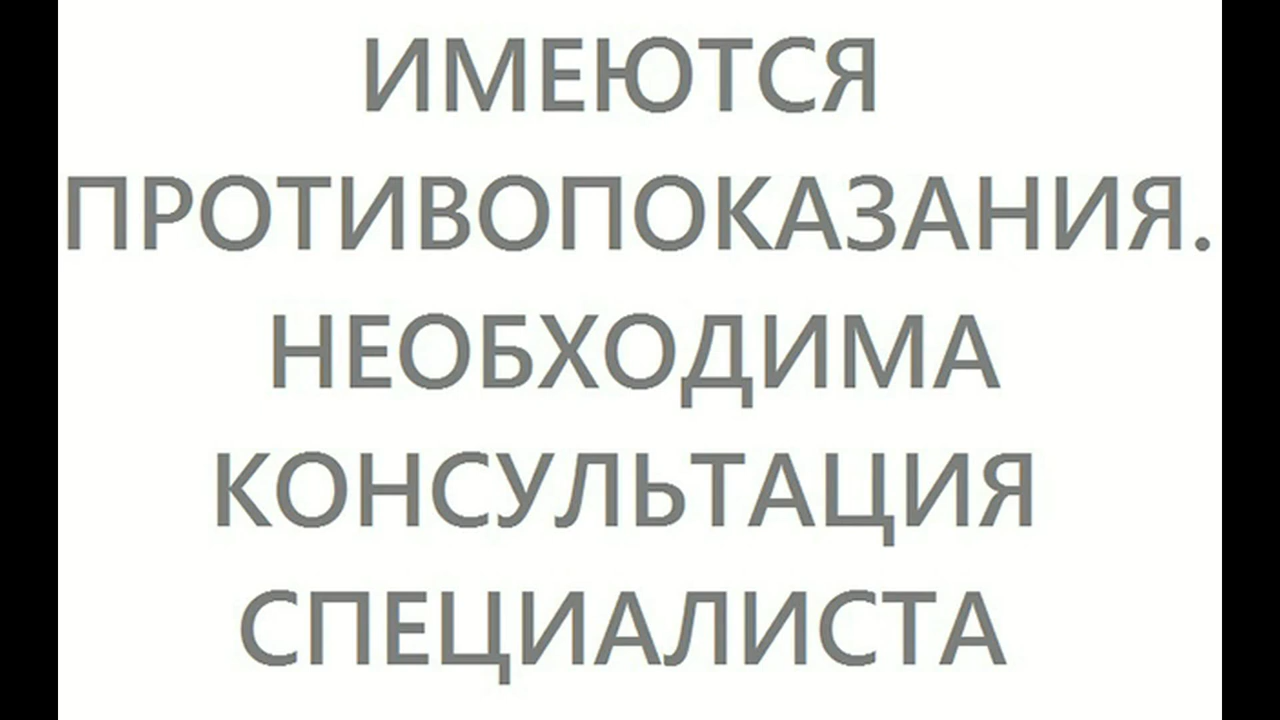 ИМЕЮТСЯ
ПРОТИВОПОКАЗАНИЯ.
НЕОБХОДИМА
КОНСУЛЬТАЦИЯ
СПЕЦИАЛИСТА